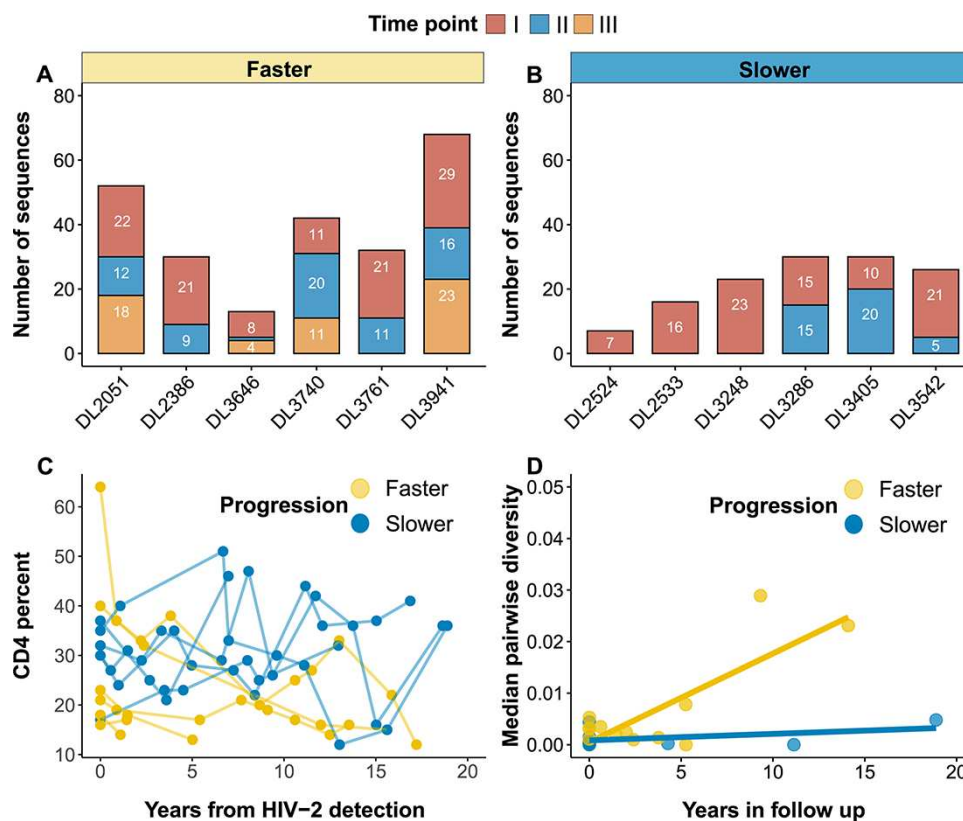 Time point I II III
A Faster
B Slower
Number of sequences
80
60
40
20
0
22
12
18
21
9
8
4
11
20
11
21
11
29
16
23
DL2051 DL2386 DL3646 DL3740 DL3761 DL3941
Number of sequences
80
60
40
20
0
7
16
23
15
15
10
20
21
5
DL2524 DL2533 DL3248 DL3286 DL3405 DL3542
C
Progression
Faster
Slower
CD4 percent
60
50
40
30
20
10
0 5 10 15 20
Years from HIV−2 detection
D
Progression
Faster
Slower
Median pairwise diversity
0.05
0.04
0.03
0.02
0.01
0.00
0 5 10 15 20
Years in follow up